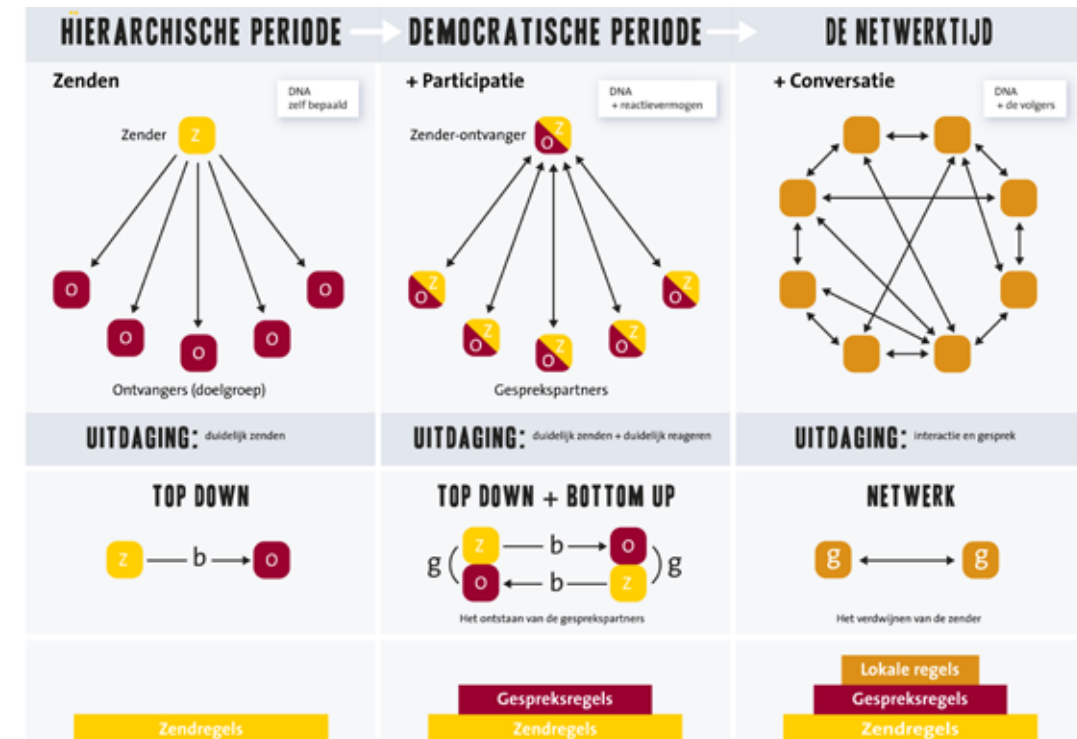 HÏERARCHISCHE PERIODE
DEMOCRATISCHE PERIODE
DE NETWERKTIJD
Zenden
DNA
zelf bepaald
Zender
Z
O
O
O
O
O
Ontvangers (doelgroep)
+ Participatie
DNA
+ reactievermogen
Zender-ontvanger
O Z
O Z
O Z
O Z
O Z
O Z
Gesprekspartners
+ Conversatie
DNA
+ de volgers
UITDAGING: duidelijk zenden
UITDAGING: duidelijk zenden + duidelijk reageren
UITDAGING: interactie en gesprek
TOP DOWN
Z b O
TOP DOWN + BOTTOM UP
g Z b O g
O b Z
Het ontstaan van de gesprekspartners
NETWERK
g g
Het verdwijnen van de zender
Zendregels
Gespreksregels
Zendregels
Lokale regels
Gespreksregels
Zendregels